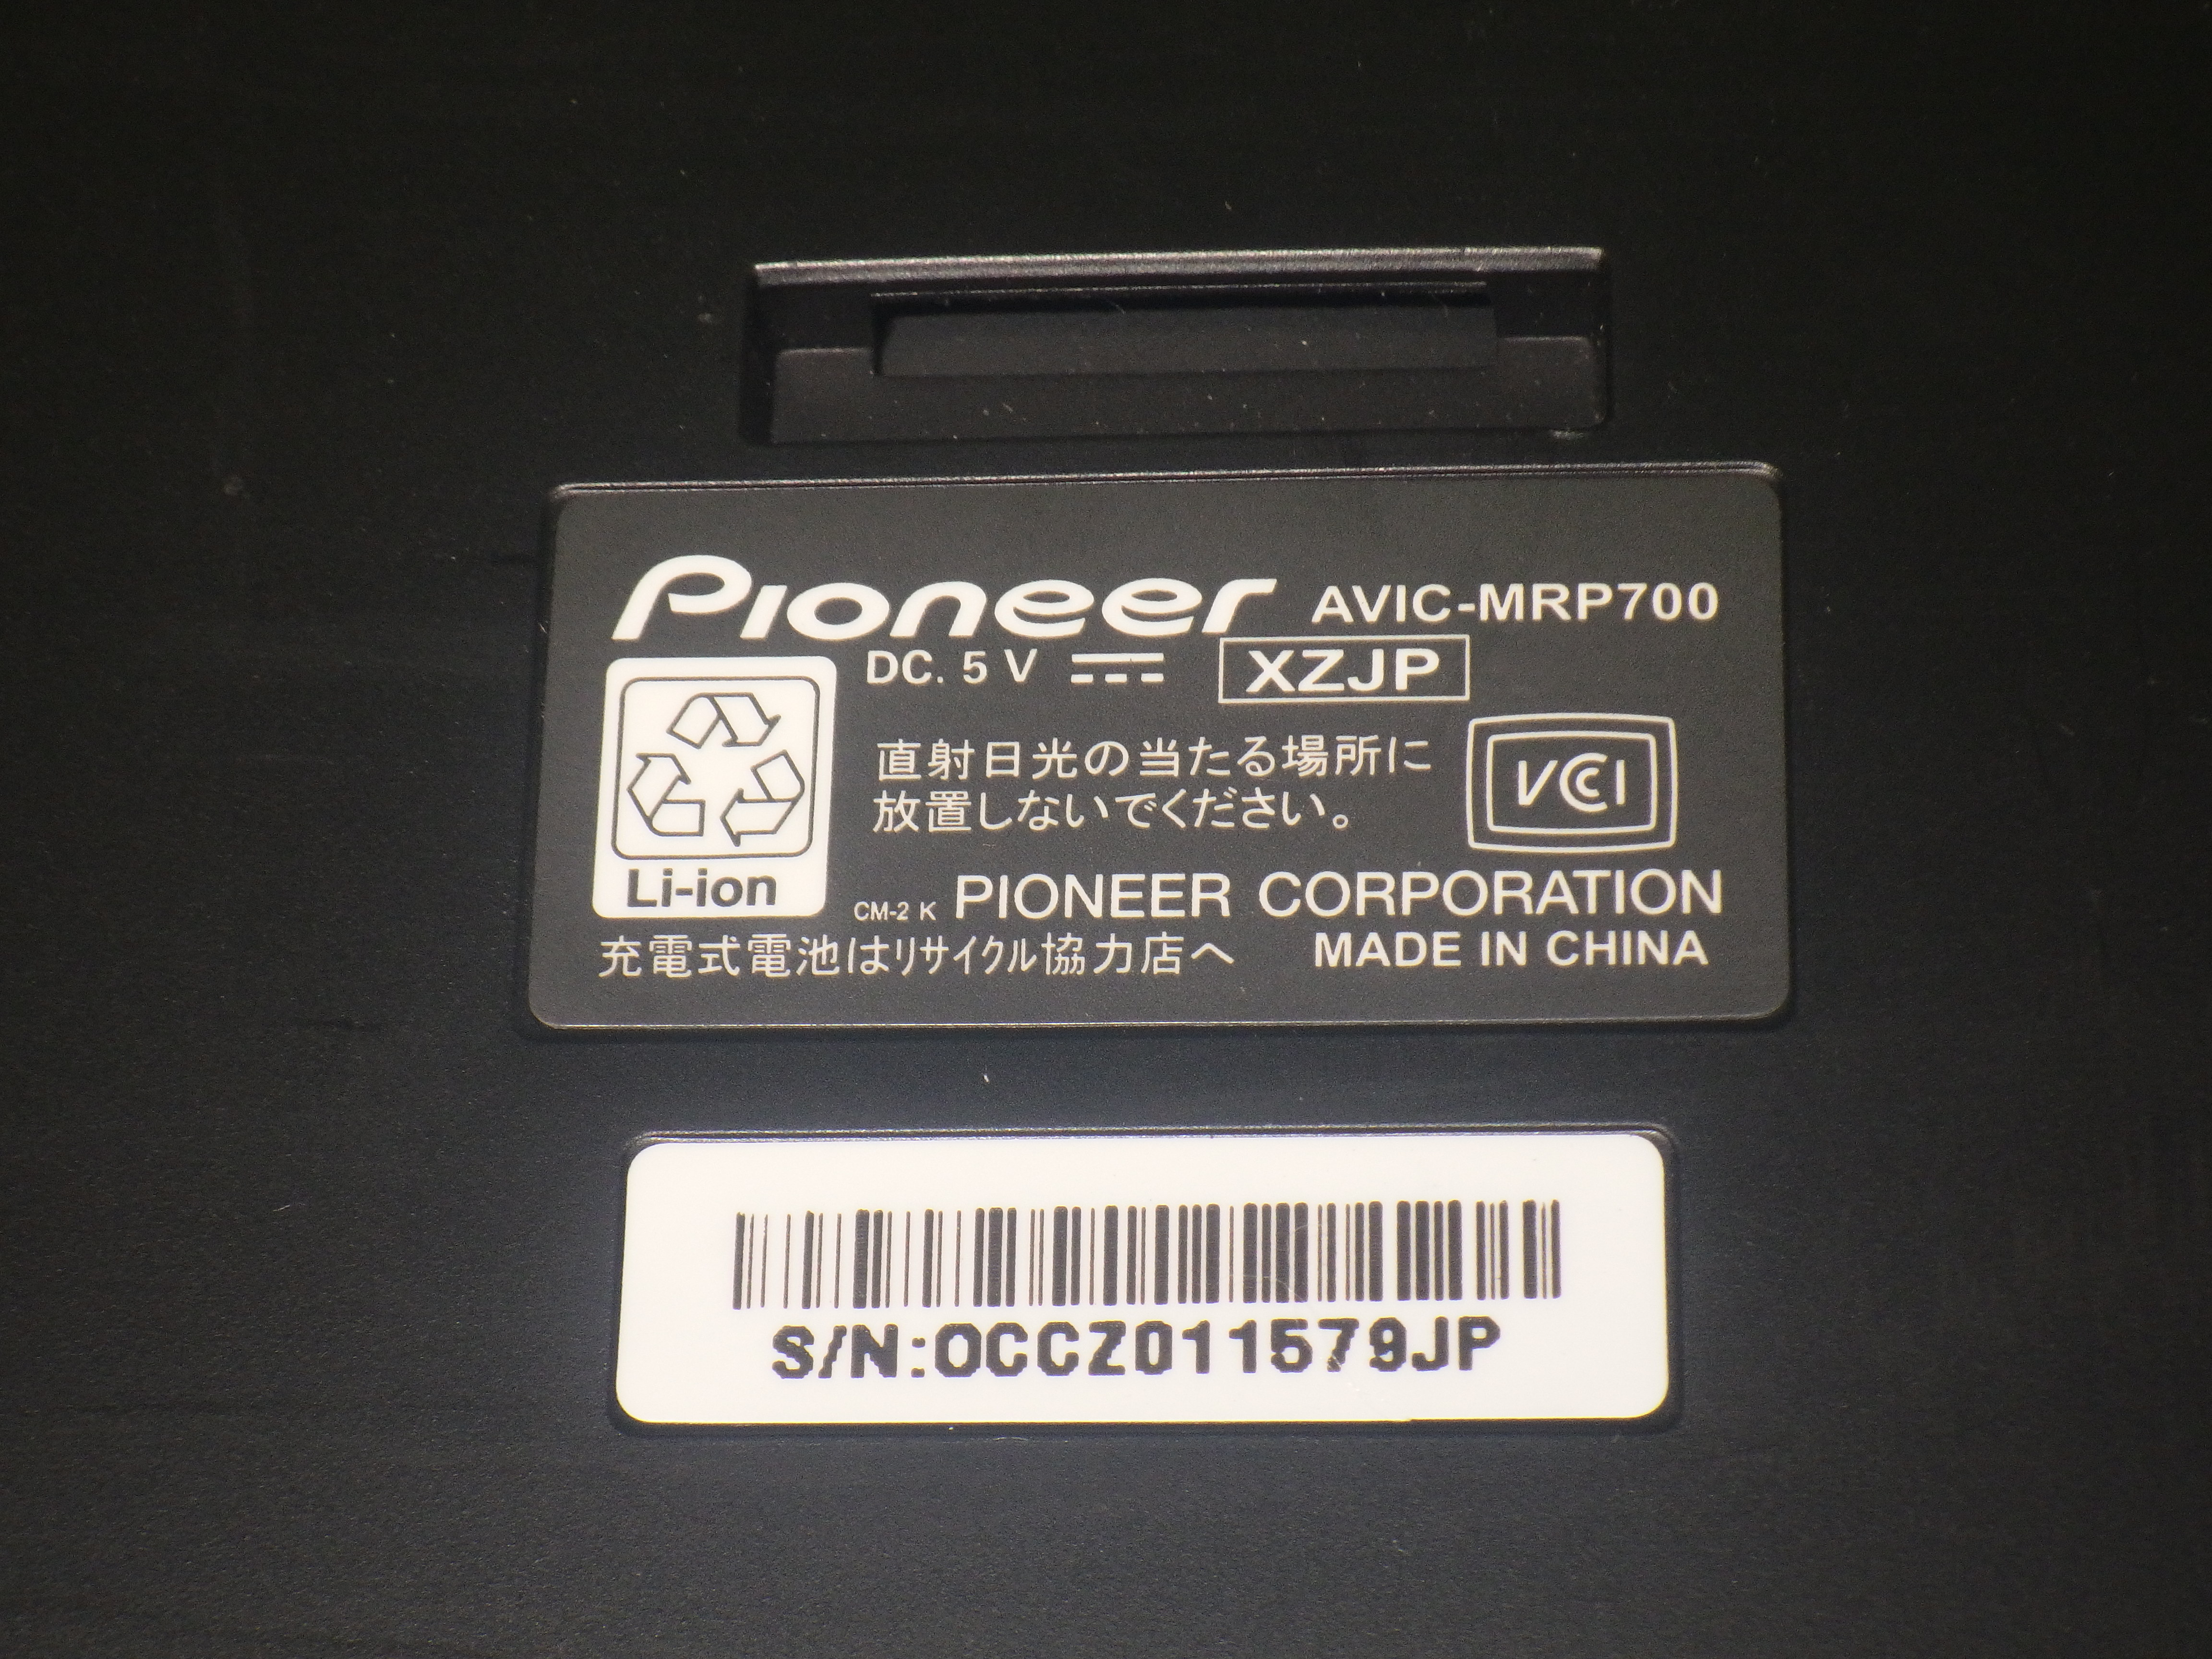 Pioneer AVIC-MRP700
DC. 5 V XZJP
直射日光の当たる場所に
放置しないでください。
VCCI
Li-ion
CM-2 K PIONEER CORPORATION
充電式電池はリサイクル協力店へ MADE IN CHINA
S/N:OCCZ011579JP